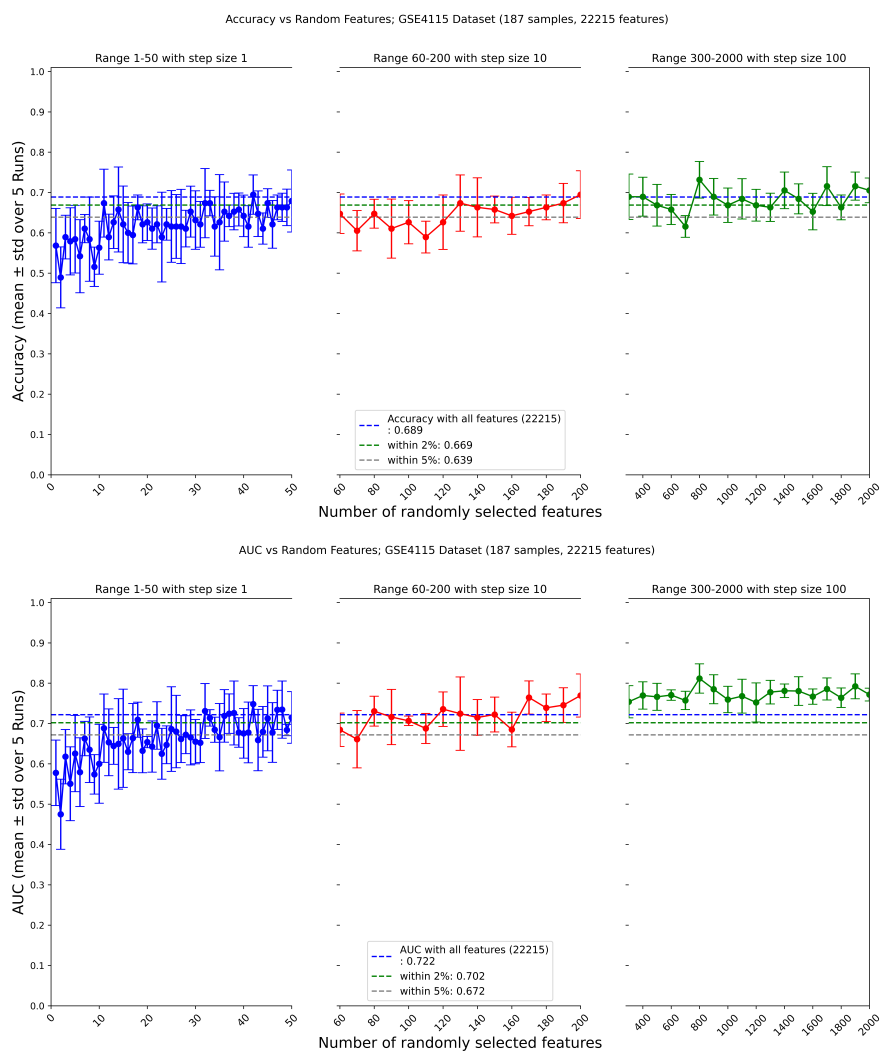 Accuracy vs Random Features; GSE4115 Dataset (187 samples, 22215 features)
Range 1-50 with step size 1
Range 60-200 with step size 10
Range 300-2000 with step size 100
Accuracy (mean ± std over 5 Runs)
1.0
0.9
0.8
0.7
0.6
0.5
0.4
0.3
0.2
0.1
0.0
Accuracy with all features (22215)
: 0.689
within 2%: 0.669
within 5%: 0.639
0 10 20 30 40 50
60 80 100 120 140 160 180 200
400 600 800 1000 1200 1400 1600 1800 2000
Number of randomly selected features
AUC vs Random Features; GSE4115 Dataset (187 samples, 22215 features)
Range 1-50 with step size 1
Range 60-200 with step size 10
Range 300-2000 with step size 100
AUC (mean ± std over 5 Runs)
1.0
0.9
0.8
0.7
0.6
0.5
0.4
0.3
0.2
0.1
0.0
AUC with all features (22215)
: 0.722
within 2%: 0.702
within 5%: 0.672
0 10 20 30 40 50
60 80 100 120 140 160 180 200
400 600 800 1000 1200 1400 1600 1800 2000
Number of randomly selected features